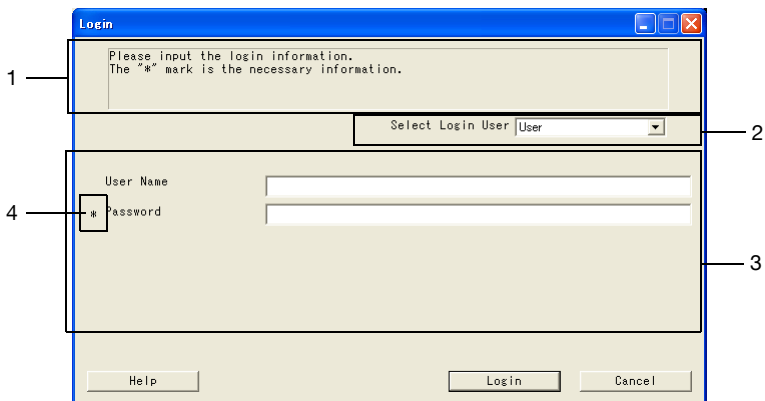 Login
Please input the login information.
The "*" mark is the necessary information.
1
Select Login User User
2
User Name
* Password
4
3
Help Login Cancel